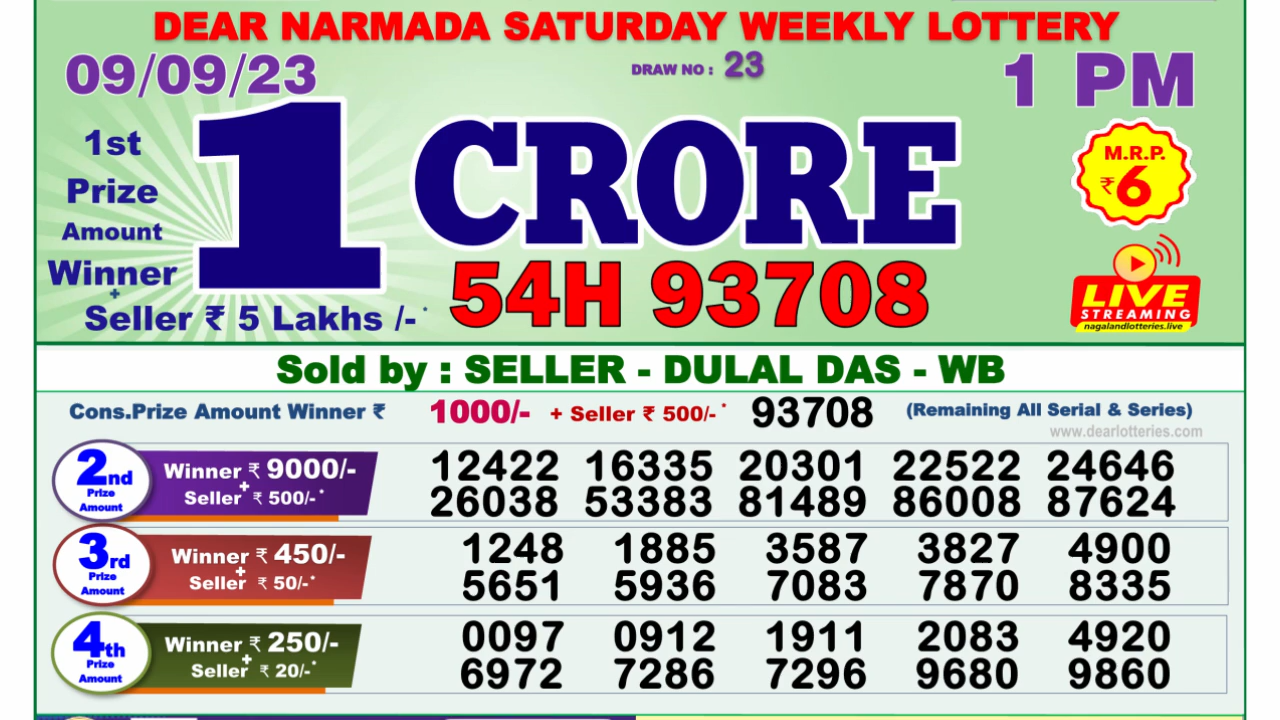 DEAR NARMADA SATURDAY WEEKLY LOTTERY
09/09/23
DRAW NO : 23
1 PM
1st
Prize
Amount
Winner
+
Seller ₹ 5 Lakhs /-*
1 CRORE
54H 93708
M.R.P.
₹6
LIVE
STREAMING
nagalandlotteries.live
Sold by : SELLER - DULAL DAS - WB
Cons.Prize Amount Winner ₹ 1000/- + Seller ₹ 500/-* 93708 (Remaining All Serial & Series)
www.dearlotteries.com
2nd
Prize
Amount
Winner ₹ 9000/-
+
Seller ₹ 500/-*
12422 16335 20301 22522 24646
26038 53383 81489 86008 87624
3rd
Prize
Amount
Winner ₹ 450/-
+
Seller ₹ 50/-*
1248 1885 3587 3827 4900
5651 5936 7083 7870 8335
4th
Prize
Amount
Winner ₹ 250/-
+
Seller ₹ 20/-*
0097 0912 1911 2083 4920
6972 7286 7296 9680 9860